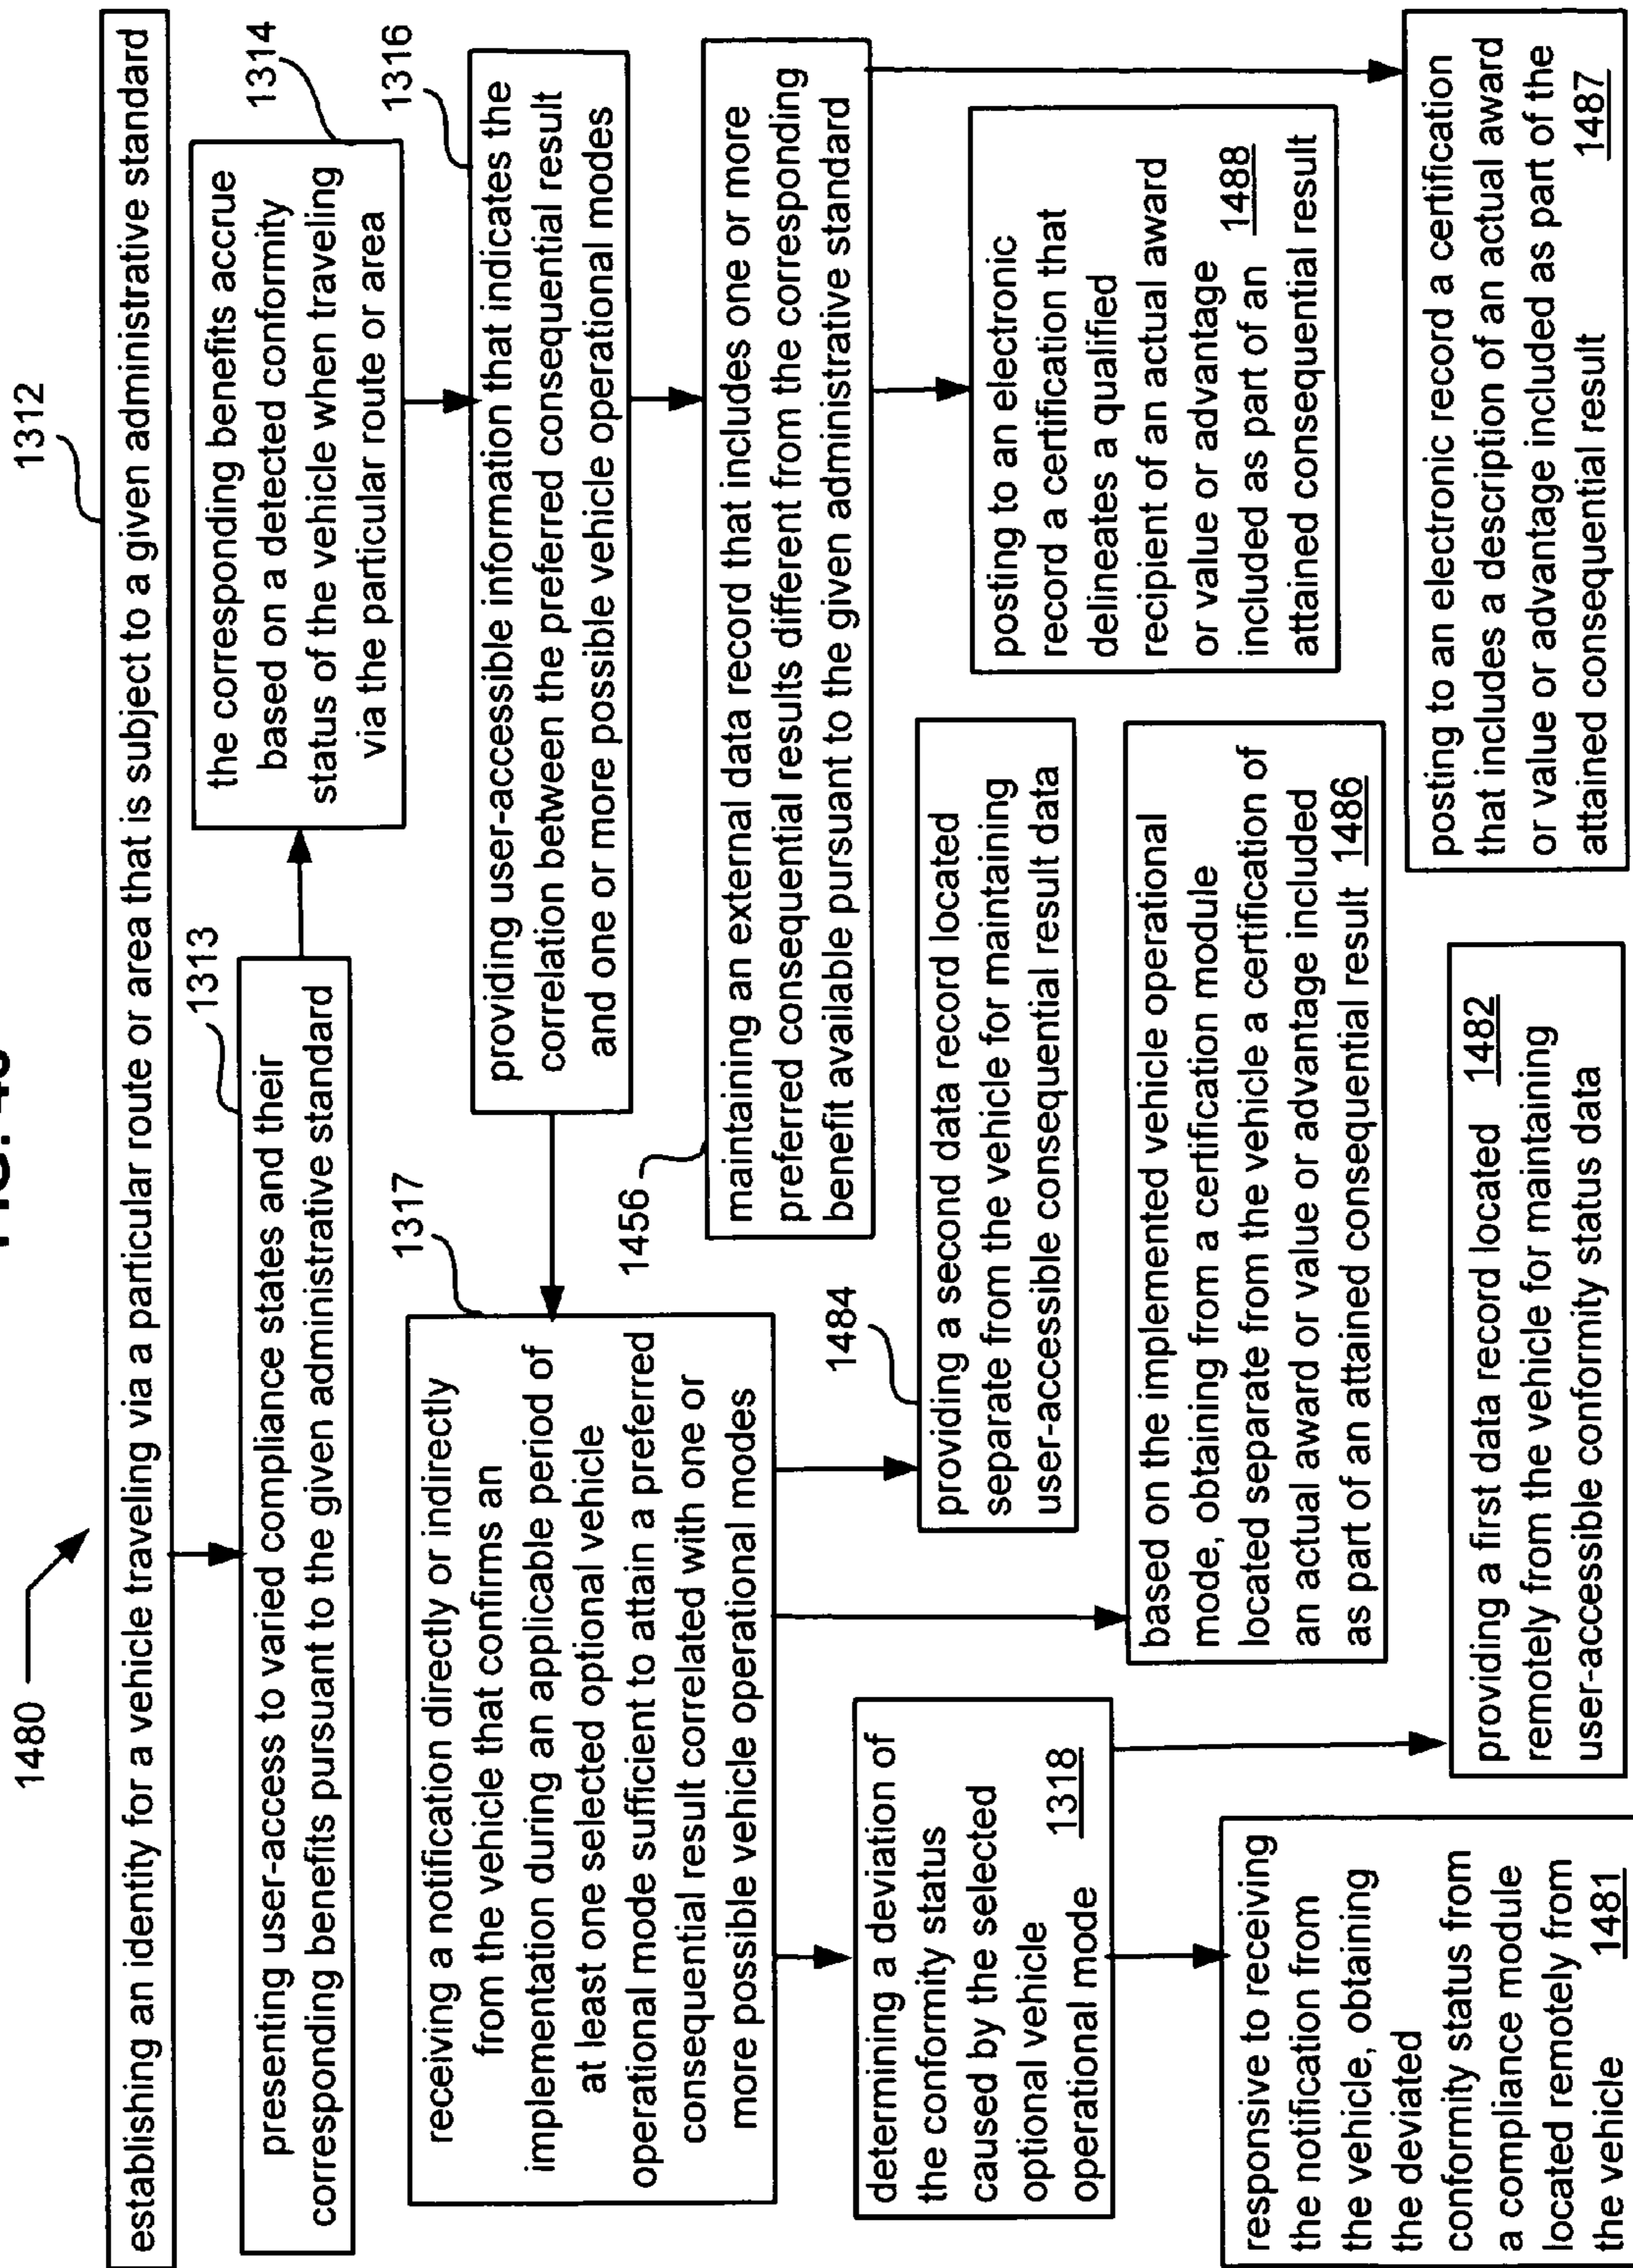 1480
1312
establishing an identity for a vehicle traveling via a particular route or area that is subject to a given administrative standard
1313
presenting user-access to varied compliance states and their
corresponding benefits pursuant to the given administrative standard
1314
the corresponding benefits accrue
based on a detected conformity
status of the vehicle when traveling
via the particular route or area
1316
providing user-accessible information that indicates the
correlation between the preferred consequential result
and one or more possible vehicle operational modes
1317
receiving a notification directly or indirectly
from the vehicle that confirms an
implementation during an applicable period of
at least one selected optional vehicle
operational mode sufficient to attain a preferred
consequential result correlated with one or
more possible vehicle operational modes
1456
maintaining an external data record that includes one or more
preferred consequential results different from the corresponding
benefit available pursuant to the given administrative standard
1484
providing a second data record located
separate from the vehicle for maintaining
user-accessible consequential result data
posting to an electronic
record a certification that
delineates a qualified
recipient of an actual award
or value or advantage
included as part of an 1488
attained consequential result
determining a deviation of
the conformity status
caused by the selected
optional vehicle
operational mode 1318
based on the implemented vehicle operational
mode, obtaining from a certification module
located separate from the vehicle a certification of
an actual award or value or advantage included
as part of an attained consequential result 1486
responsive to receiving
the notification from
the vehicle, obtaining
the deviated
conformity status from
a compliance module
located remotely from
the vehicle 1481
providing a first data record located 1482
remotely from the vehicle for maintaining
user-accessible conformity status data
posting to an electronic record a certification
that includes a description of an actual award
or value or advantage included as part of the
attained consequential result 1487